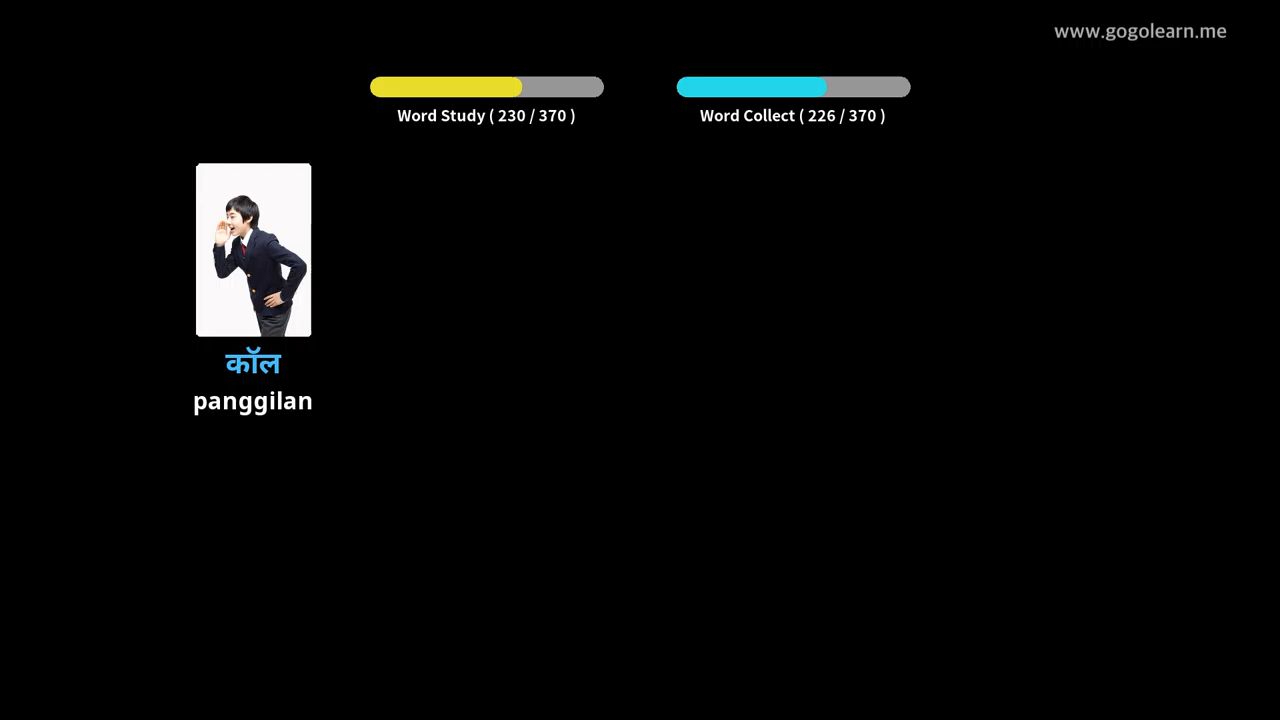 www.gogolearn.me
Word Study ( 230 / 370 )
Word Collect ( 226 / 370 )
कॉल
panggilan